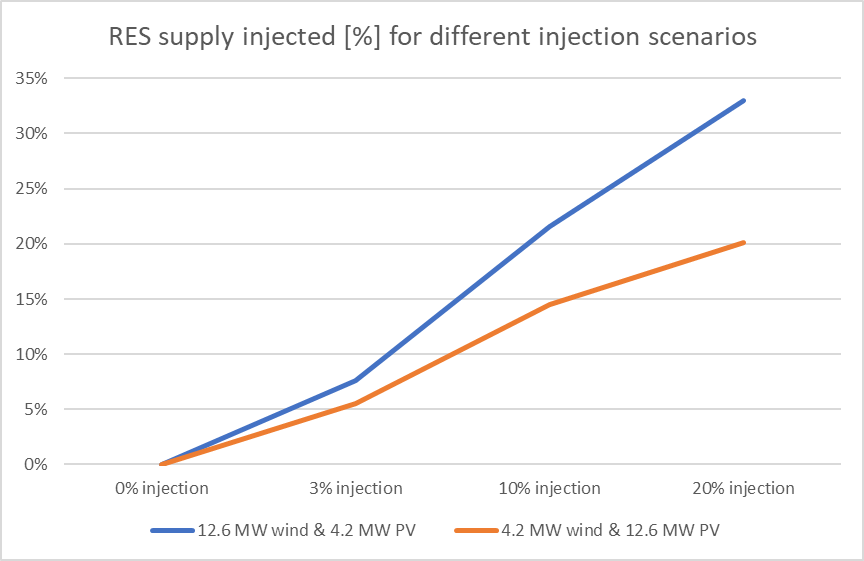 RES supply injected [%] for different injection scenarios
35%
30%
25%
20%
15%
10%
5%
0%
0% injection 3% injection 10% injection 20% injection
12.6 MW wind & 4.2 MW PV 4.2 MW wind & 12.6 MW PV